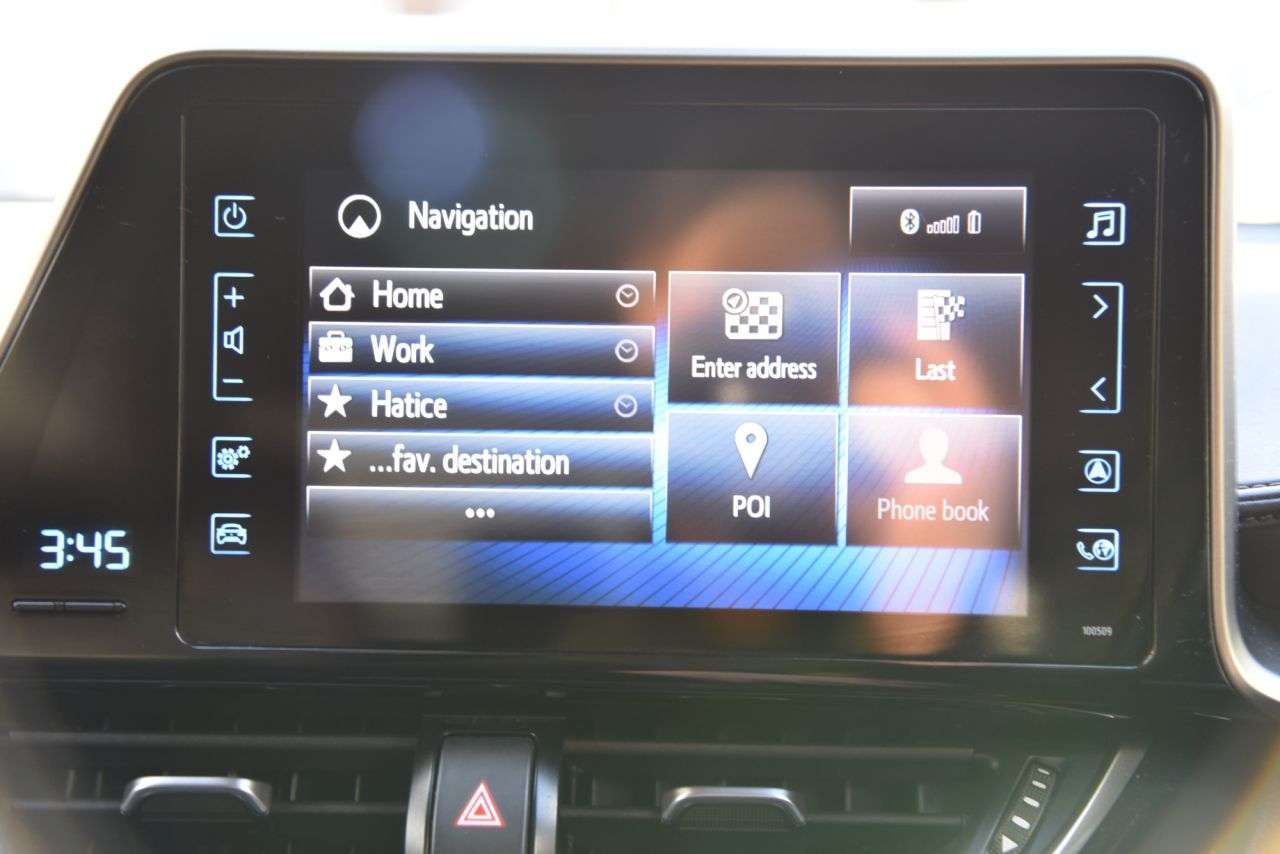 Navigation
Home
Work
Hatice
...fav. destination
...
Enter address
Last
POI
Phone book
3:45
100509